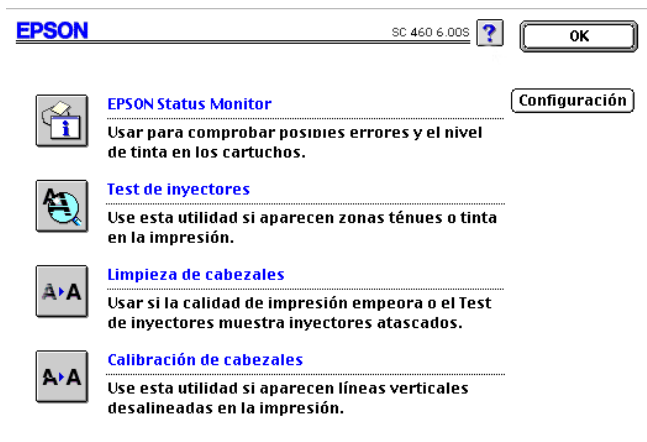 EPSON
SC 460 6.00S
?
OK
Configuración
EPSON Status Monitor
Usar para comprobar posibles errores y el nivel
de tinta en los cartuchos.
Test de inyectores
Use esta utilidad si aparecen zonas ténues o tinta
en la impresión.
Limpieza de cabezales
Usar si la calidad de impresión empeora o el Test
de inyectores muestra inyectores atascados.
Calibración de cabezales
Use esta utilidad si aparecen líneas verticales
desalineadas en la impresión.